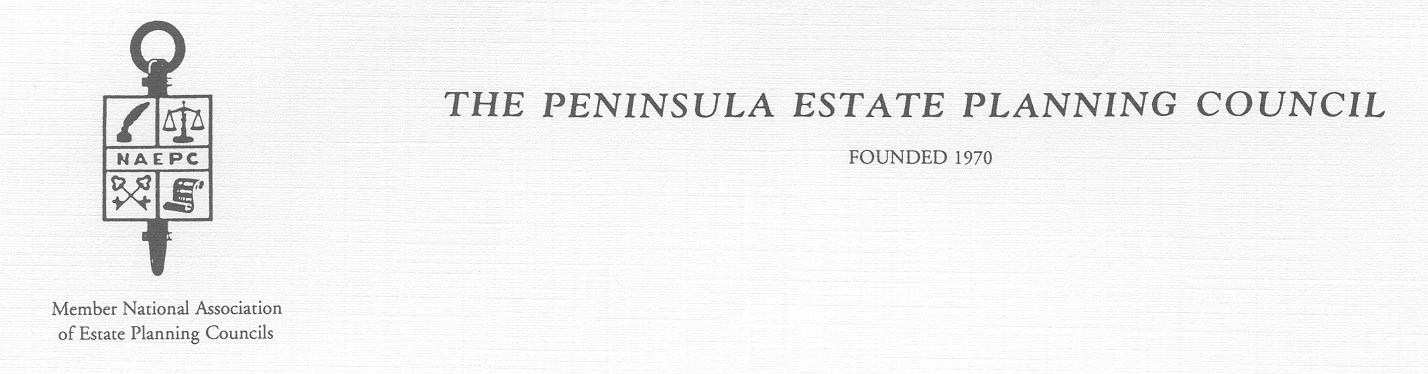 THE PENINSULA ESTATE PLANNING COUNCIL
FOUNDED 1970
NAEPC
Member National Association
of Estate Planning Councils